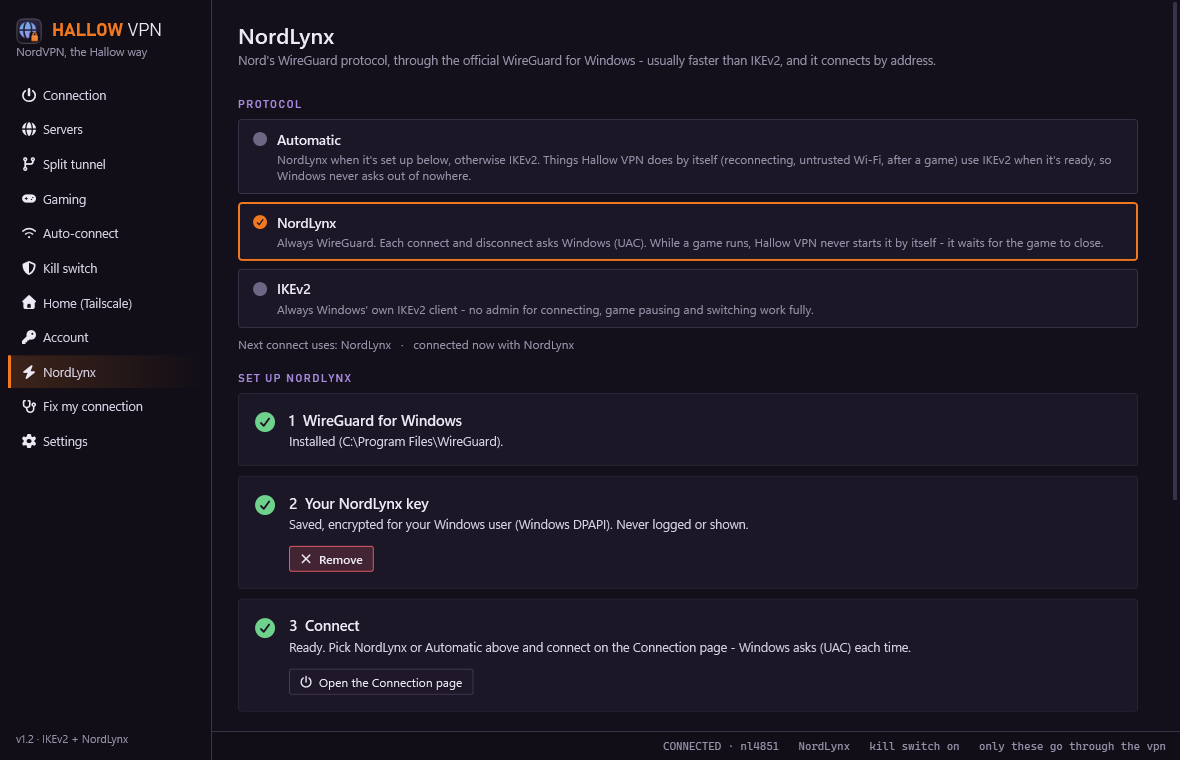 HALLOW VPN
NordVPN, the Hallow way
Connection
Servers
Split tunnel
Gaming
Auto-connect
Kill switch
Home (Tailscale)
Account
NordLynx
Fix my connection
Settings
v1.2 · IKEv2 + NordLynx
NordLynx
Nord's WireGuard protocol, through the official WireGuard for Windows - usually faster than IKEv2, and it connects by address.
PROTOCOL
Automatic
NordLynx when it's set up below, otherwise IKEv2. Things Hallow VPN does by itself (reconnecting, untrusted Wi-Fi, after a game) use IKEv2 when it's ready, so
Windows never asks out of nowhere.
NordLynx
Always WireGuard. Each connect and disconnect asks Windows (UAC). While a game runs, Hallow VPN never starts it by itself - it waits for the game to close.
IKEv2
Always Windows' own IKEv2 client - no admin for connecting, game pausing and switching work fully.
Next connect uses: NordLynx · connected now with NordLynx
SET UP NORDLYNX
1 WireGuard for Windows
Installed (C:\Program Files\WireGuard).
2 Your NordLynx key
Saved, encrypted for your Windows user (Windows DPAPI). Never logged or shown.
Remove
3 Connect
Ready. Pick NordLynx or Automatic above and connect on the Connection page - Windows asks (UAC) each time.
Open the Connection page
CONNECTED · nl4851 NordLynx kill switch on only these go through the vpn